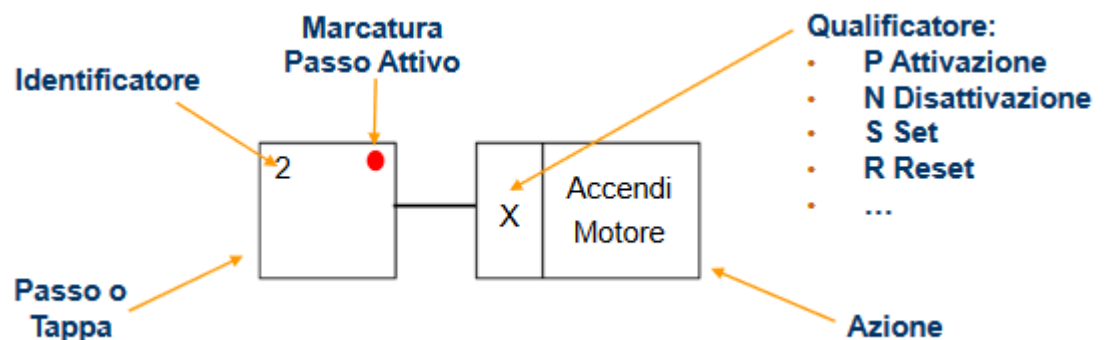 Marcatura
Passo Attivo
Identificatore
Qualificatore:
• P Attivazione
• N Disattivazione
• S Set
• R Reset
• …
2
X
Accendi
Motore
Passo o
Tappa
Azione